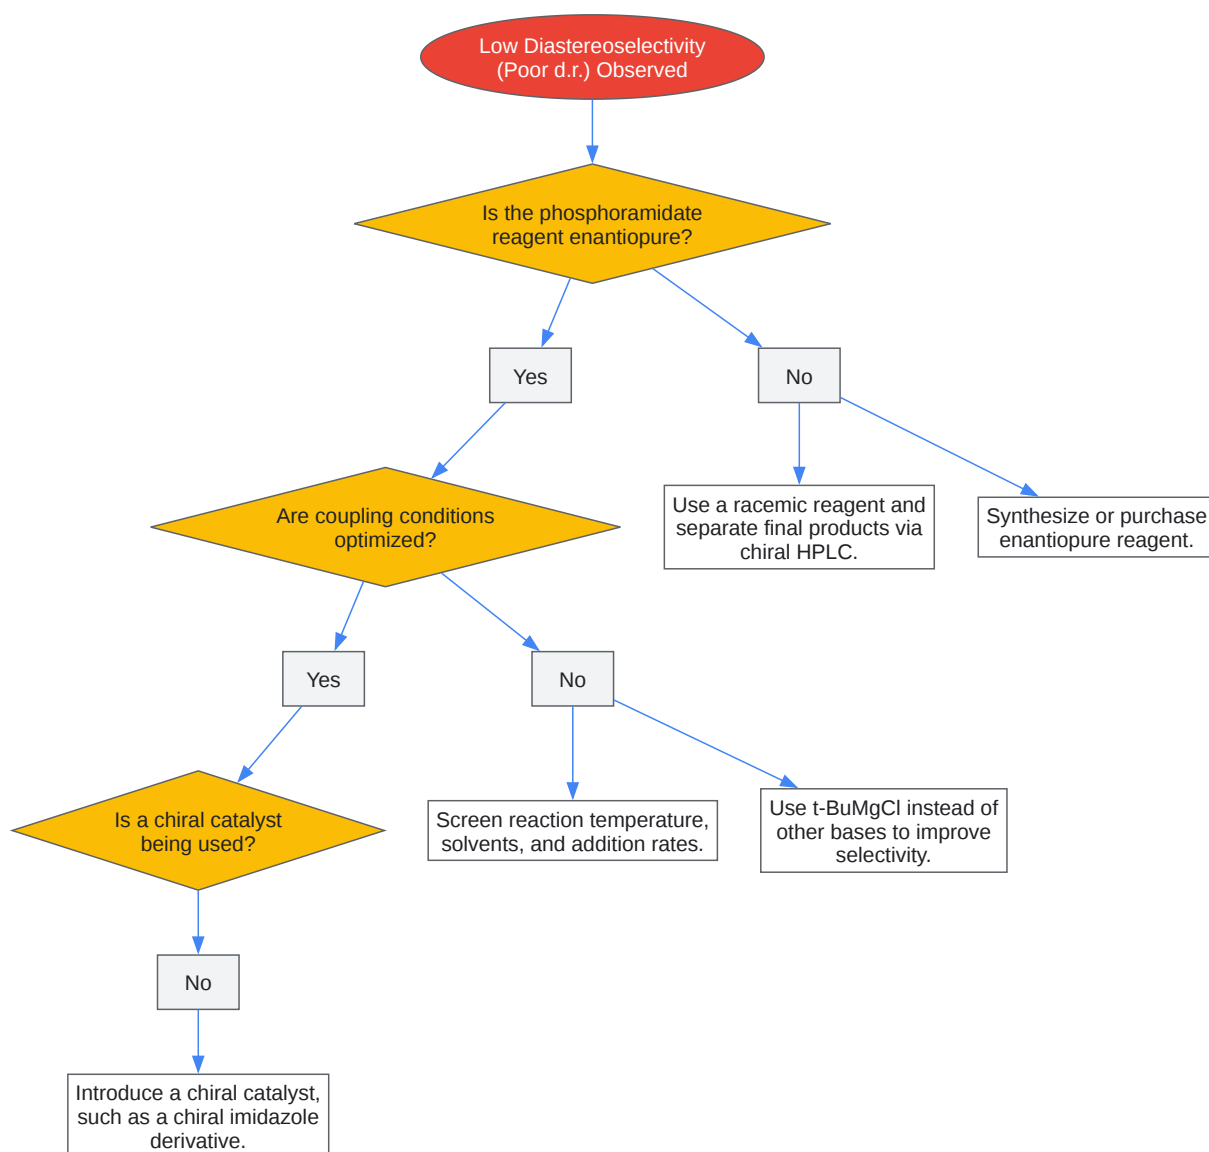 Low Diastereoselectivity
(Poor d.r.) Observed
Is the phosphoramidate
reagent enantiopure?
Yes
No
Are coupling conditions
optimized?
Use a racemic reagent and
separate final products via
chiral HPLC.
Synthesize or purchase
enantiopure reagent.
Yes
No
Is a chiral catalyst
being used?
Screen reaction temperature,
solvents, and addition rates.
Use t-BuMgCl instead of
other bases to improve
selectivity.
No
Introduce a chiral catalyst,
such as a chiral imidazole
derivative.